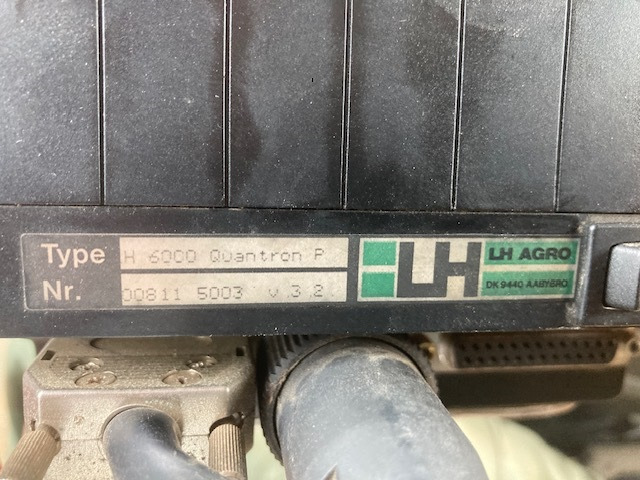 Type H 6000 Quantron P
Nr. 00811 5003 v 3.2
LH
LH AGRO
DK 9440 AABYBRO